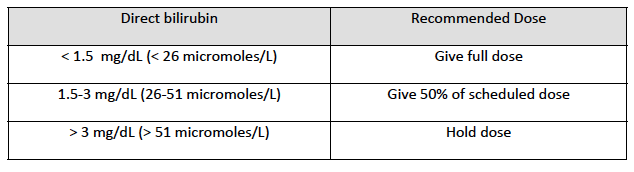 Direct bilirubin Recommended Dose
< 1.5 mg/dL (< 26 micromoles/L) Give full dose
1.5-3 mg/dL (26-51 micromoles/L) Give 50% of scheduled dose
> 3 mg/dL (> 51 micromoles/L) Hold dose